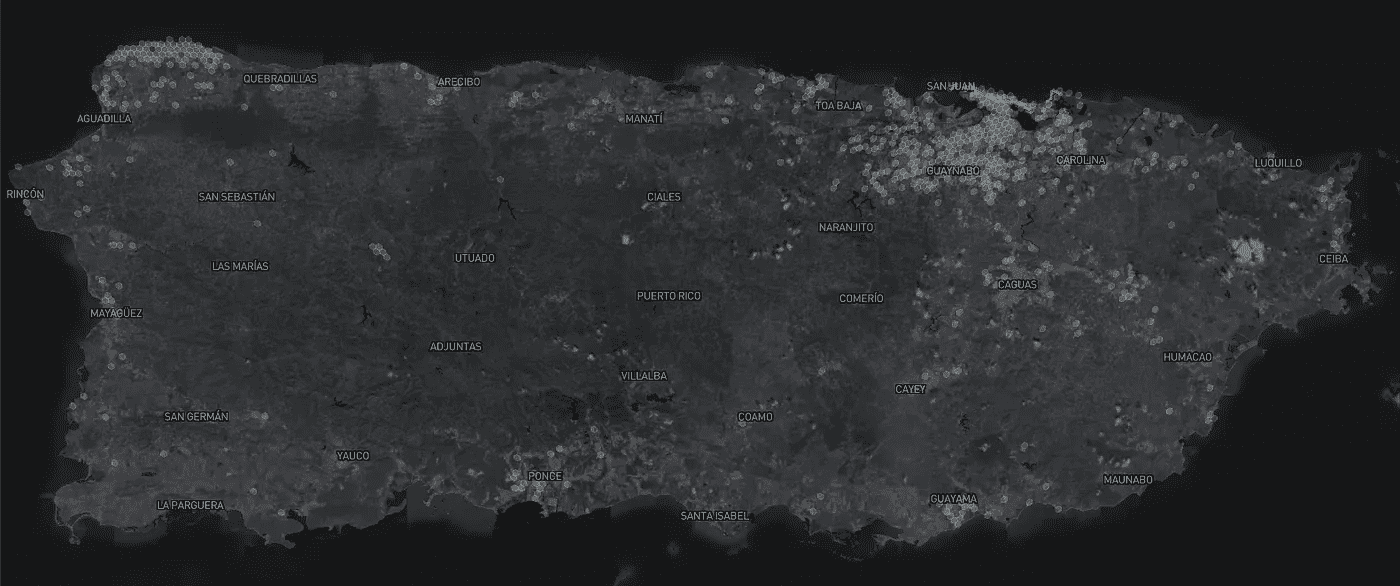 QUEBRADILLAS
ARECIBO
SAN JUAN
TOA BAJA
AGUADILLA
MANATÍ
CAROLINA
LUQUILLO
GUAYNABO
RINCÓN
SAN SEBASTIÁN
CIALES
NARANJITO
UTUADO
CEIBA
LAS MARÍAS
CAGUAS
PUERTO RICO
COMERÍO
MAYAGÜEZ
ADJUNTAS
HUMACAO
VILLALBA
CAYEY
SAN GERMÁN
COAMO
YAUCO
PONCE
MAUNABO
GUAYAMA
LA PARGUERA
SANTA ISABEL